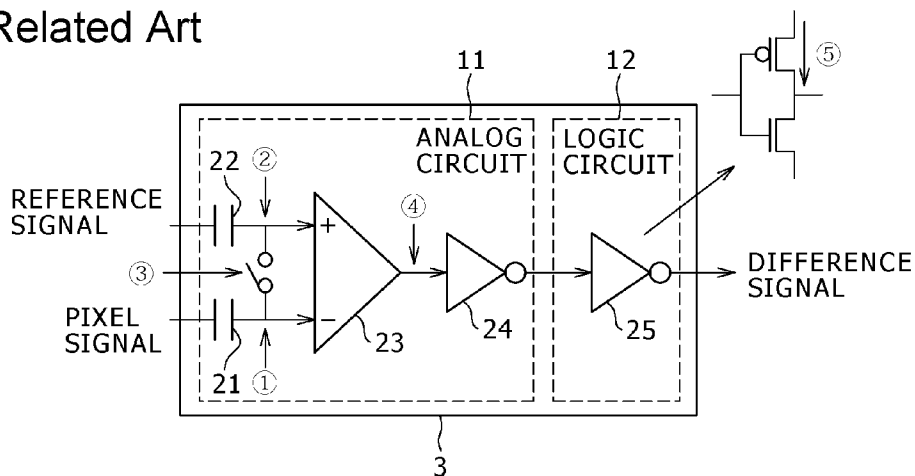 Related Art
⑤
11
12
ANALOG
CIRCUIT
LOGIC
CIRCUIT
22
②
REFERENCE
SIGNAL
+
④
③
DIFFERENCE
SIGNAL
PIXEL
SIGNAL
−
23
24
25
21
①
3